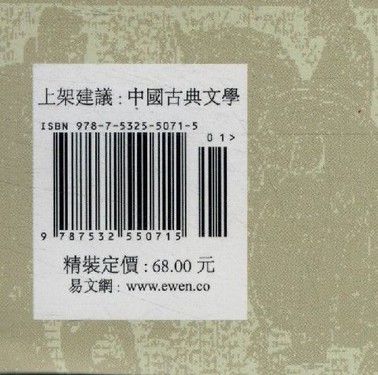 上架建議：中國古典文學
ISBN 978-7-5325-5071-5
01>
9 787532 550715
精裝定價：68.00 元
易文網：www.ewen.co